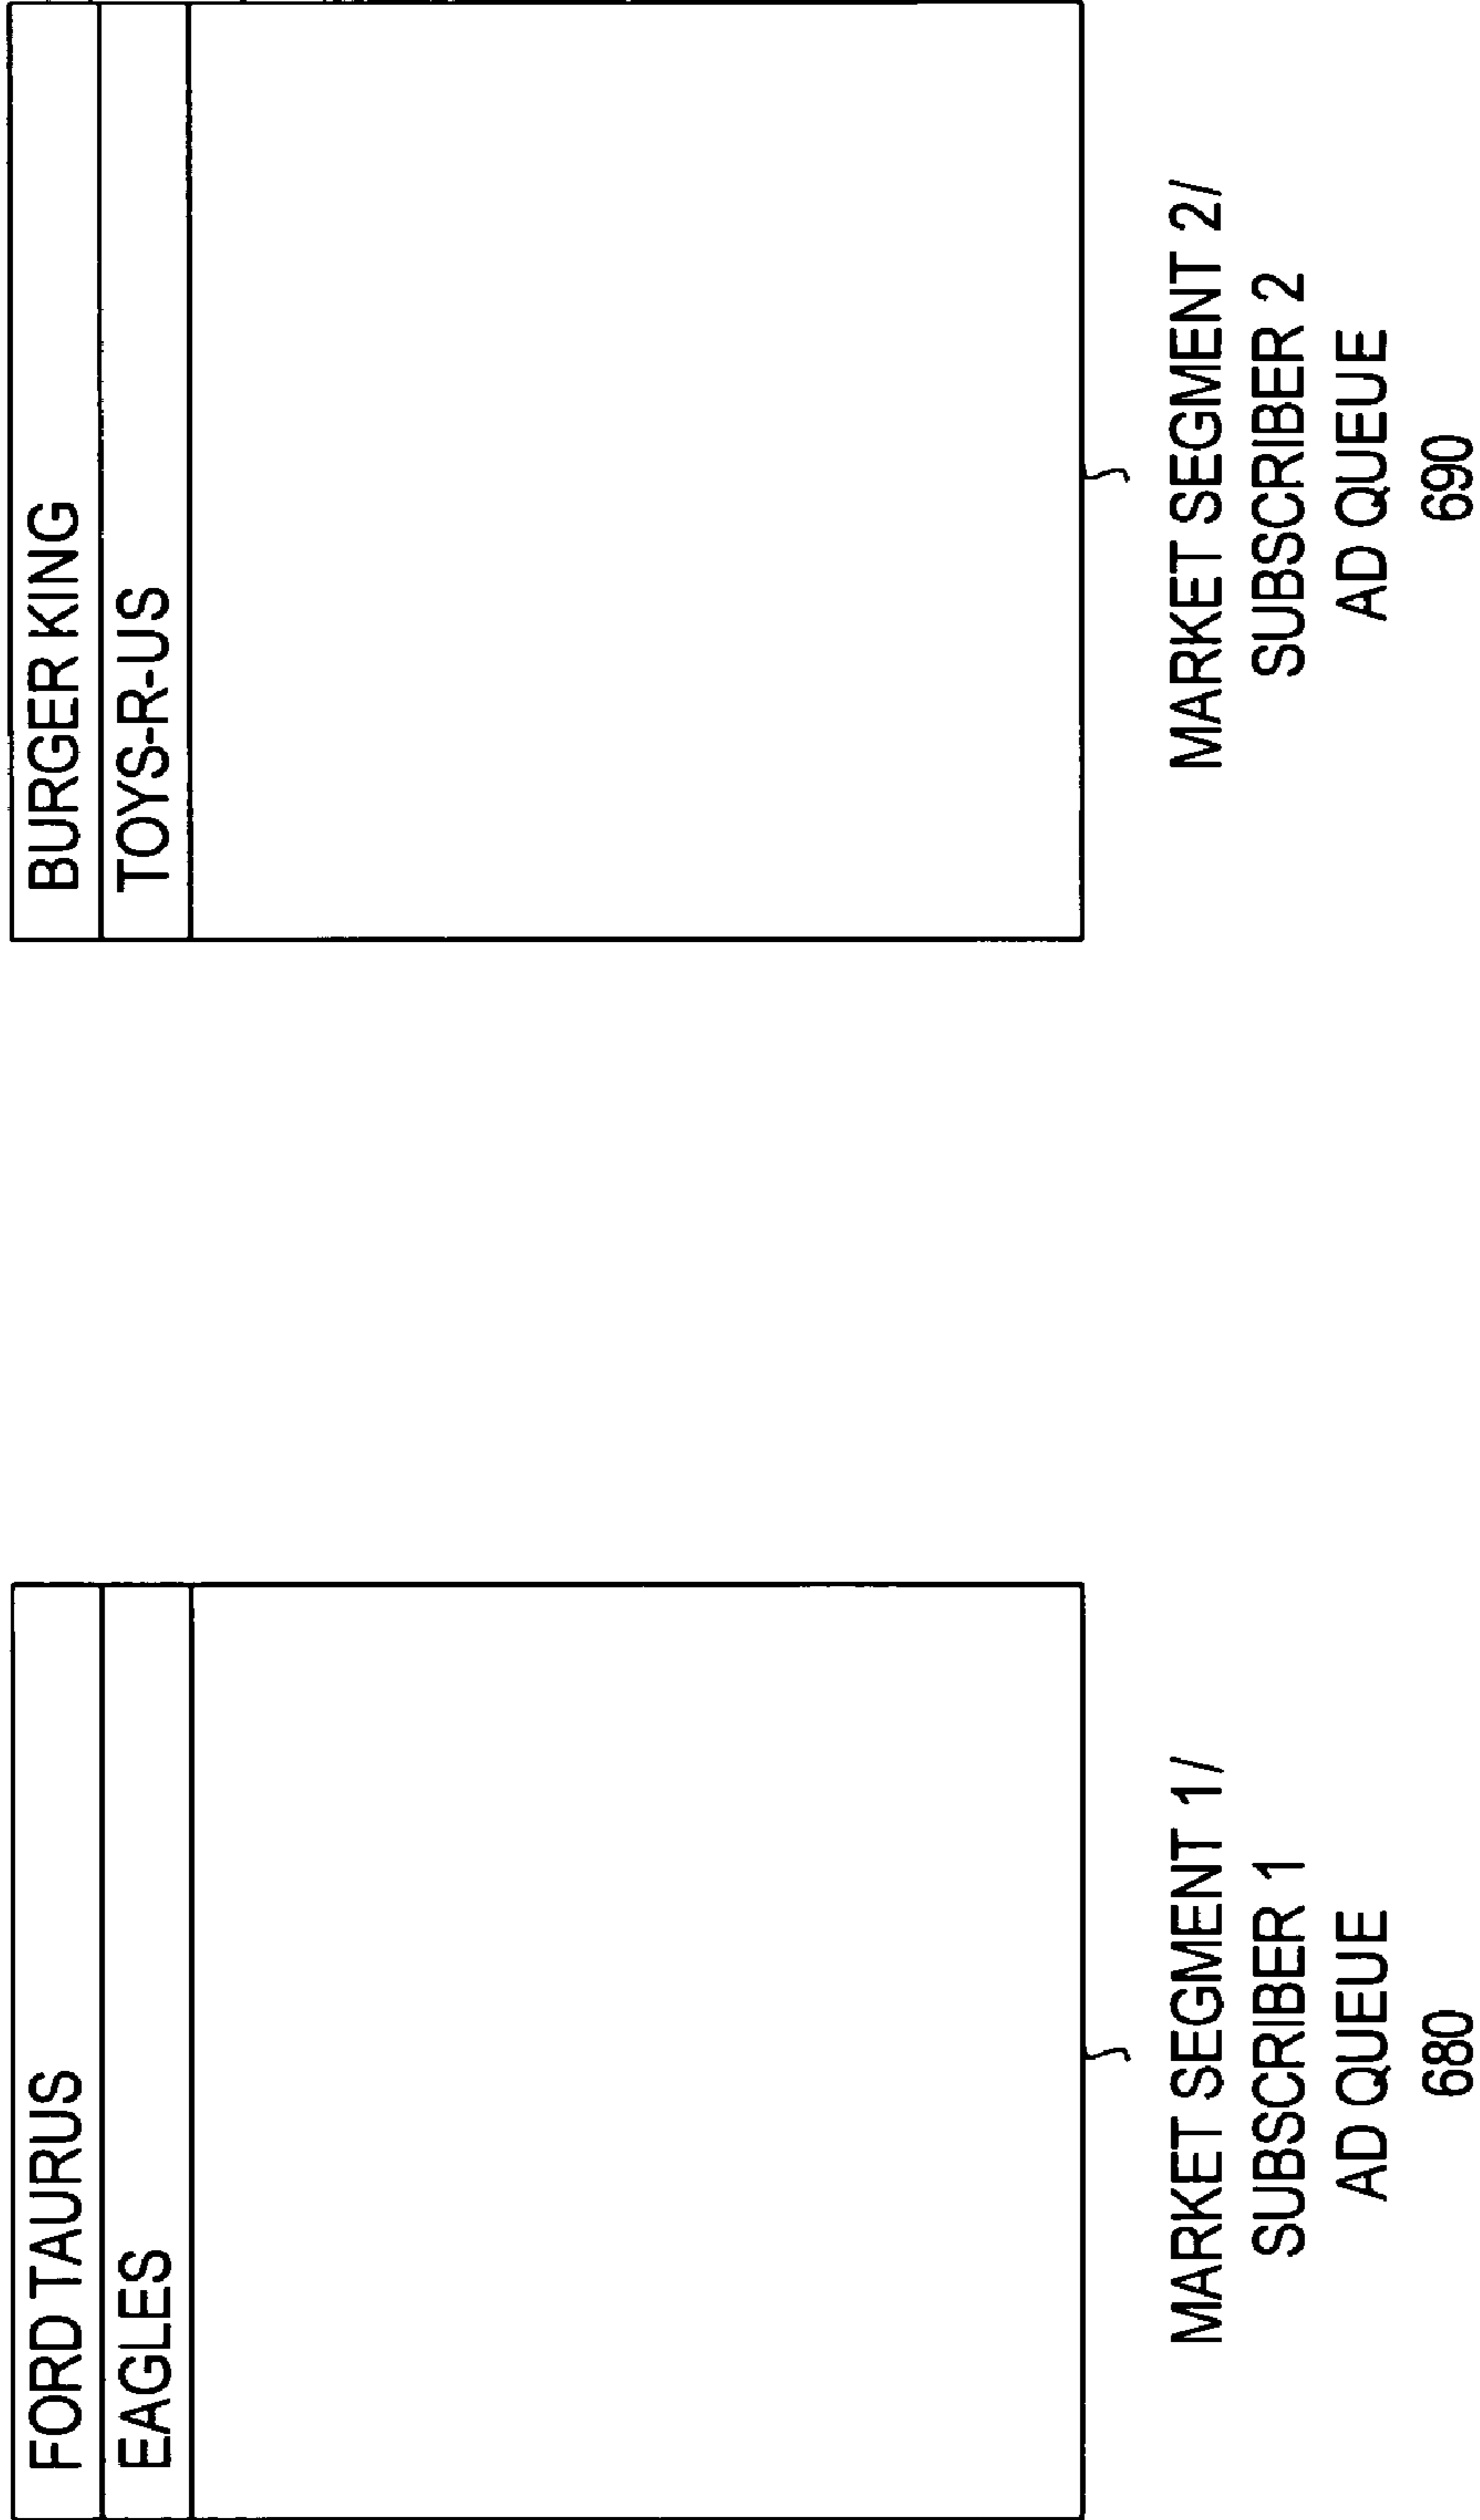 FORD TAURUS
EAGLES
MARKET SEGMENT 1/
SUBSCRIBER 1
AD QUEUE
680
BURGER KING
TOYS-R-US
MARKET SEGMENT 2/
SUBSCRIBER 2
AD QUEUE
690